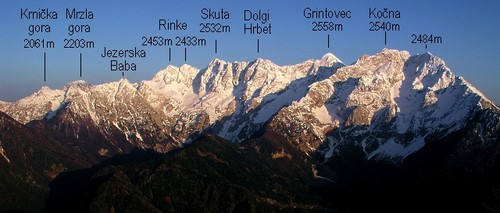 Krnička
gora
2061m
Mrzla
gora
2203m
Jezerska
Baba
Rinke
2453m 2433m
Skuta
2532m
Dolgi
Hrbet
Grintovec
2558m
Kočna
2540m
2484m